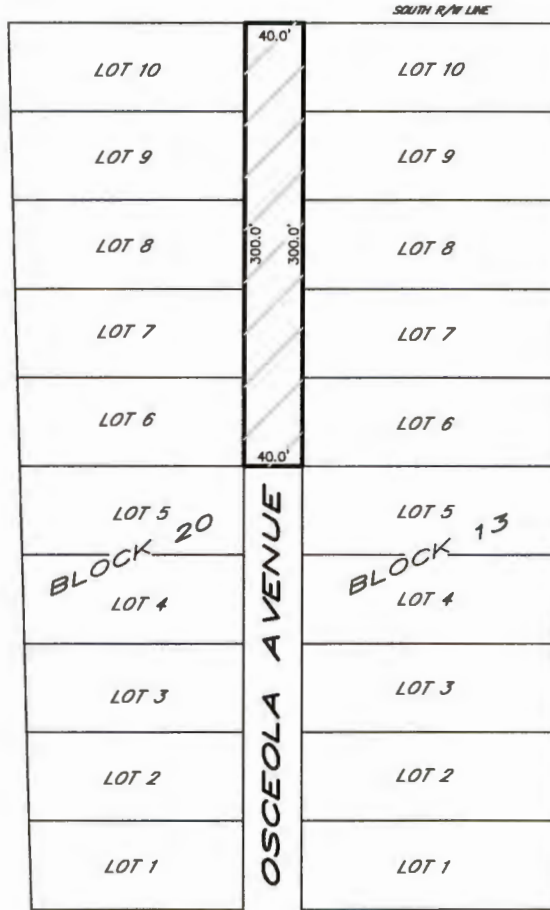 SOUTH R/W LINE
40.0'
LOT 10
LOT 10
LOT 9
LOT 9
300.0'
300.0'
LOT 8
LOT 8
LOT 7
LOT 7
LOT 6
LOT 6
40.0'
LOT 5
LOT 5
BLOCK 20
BLOCK 13
LOT 4
LOT 4
OSCEOLA AVENUE
LOT 3
LOT 3
LOT 2
LOT 2
LOT 1
LOT 1